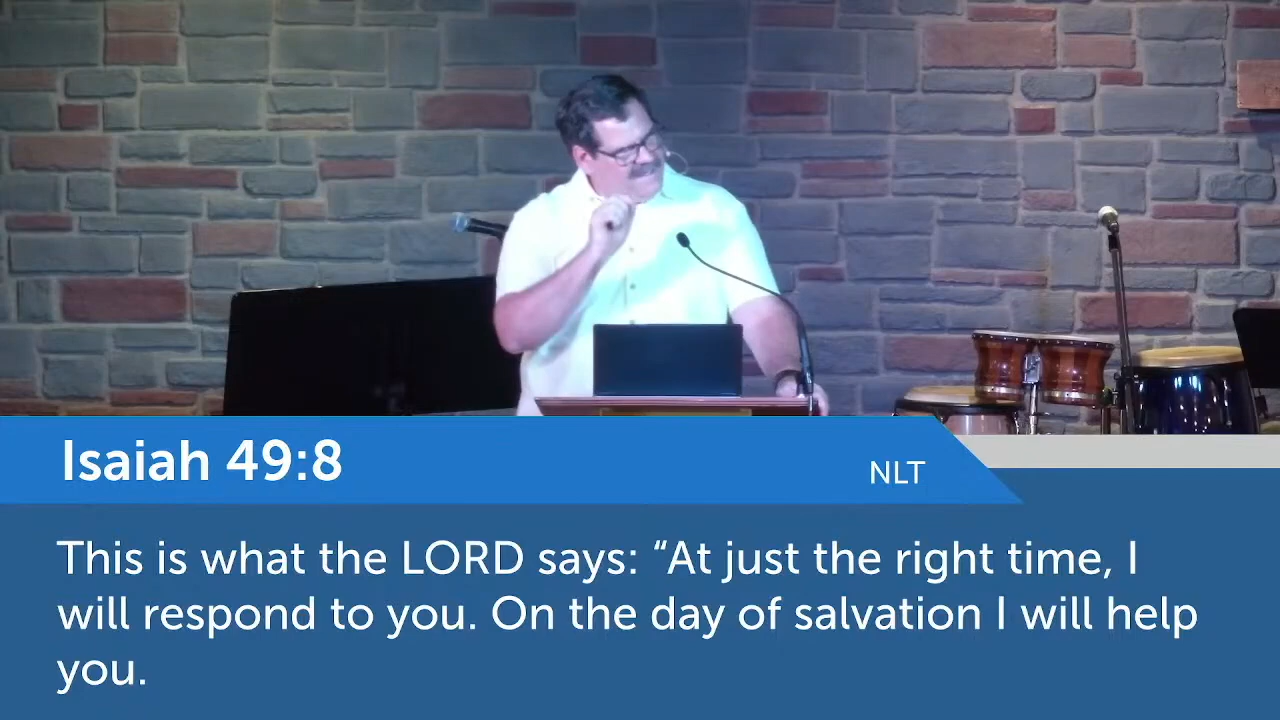 Isaiah 49:8
NLT
This is what the LORD says: “At just the right time, I
will respond to you. On the day of salvation I will help
you.